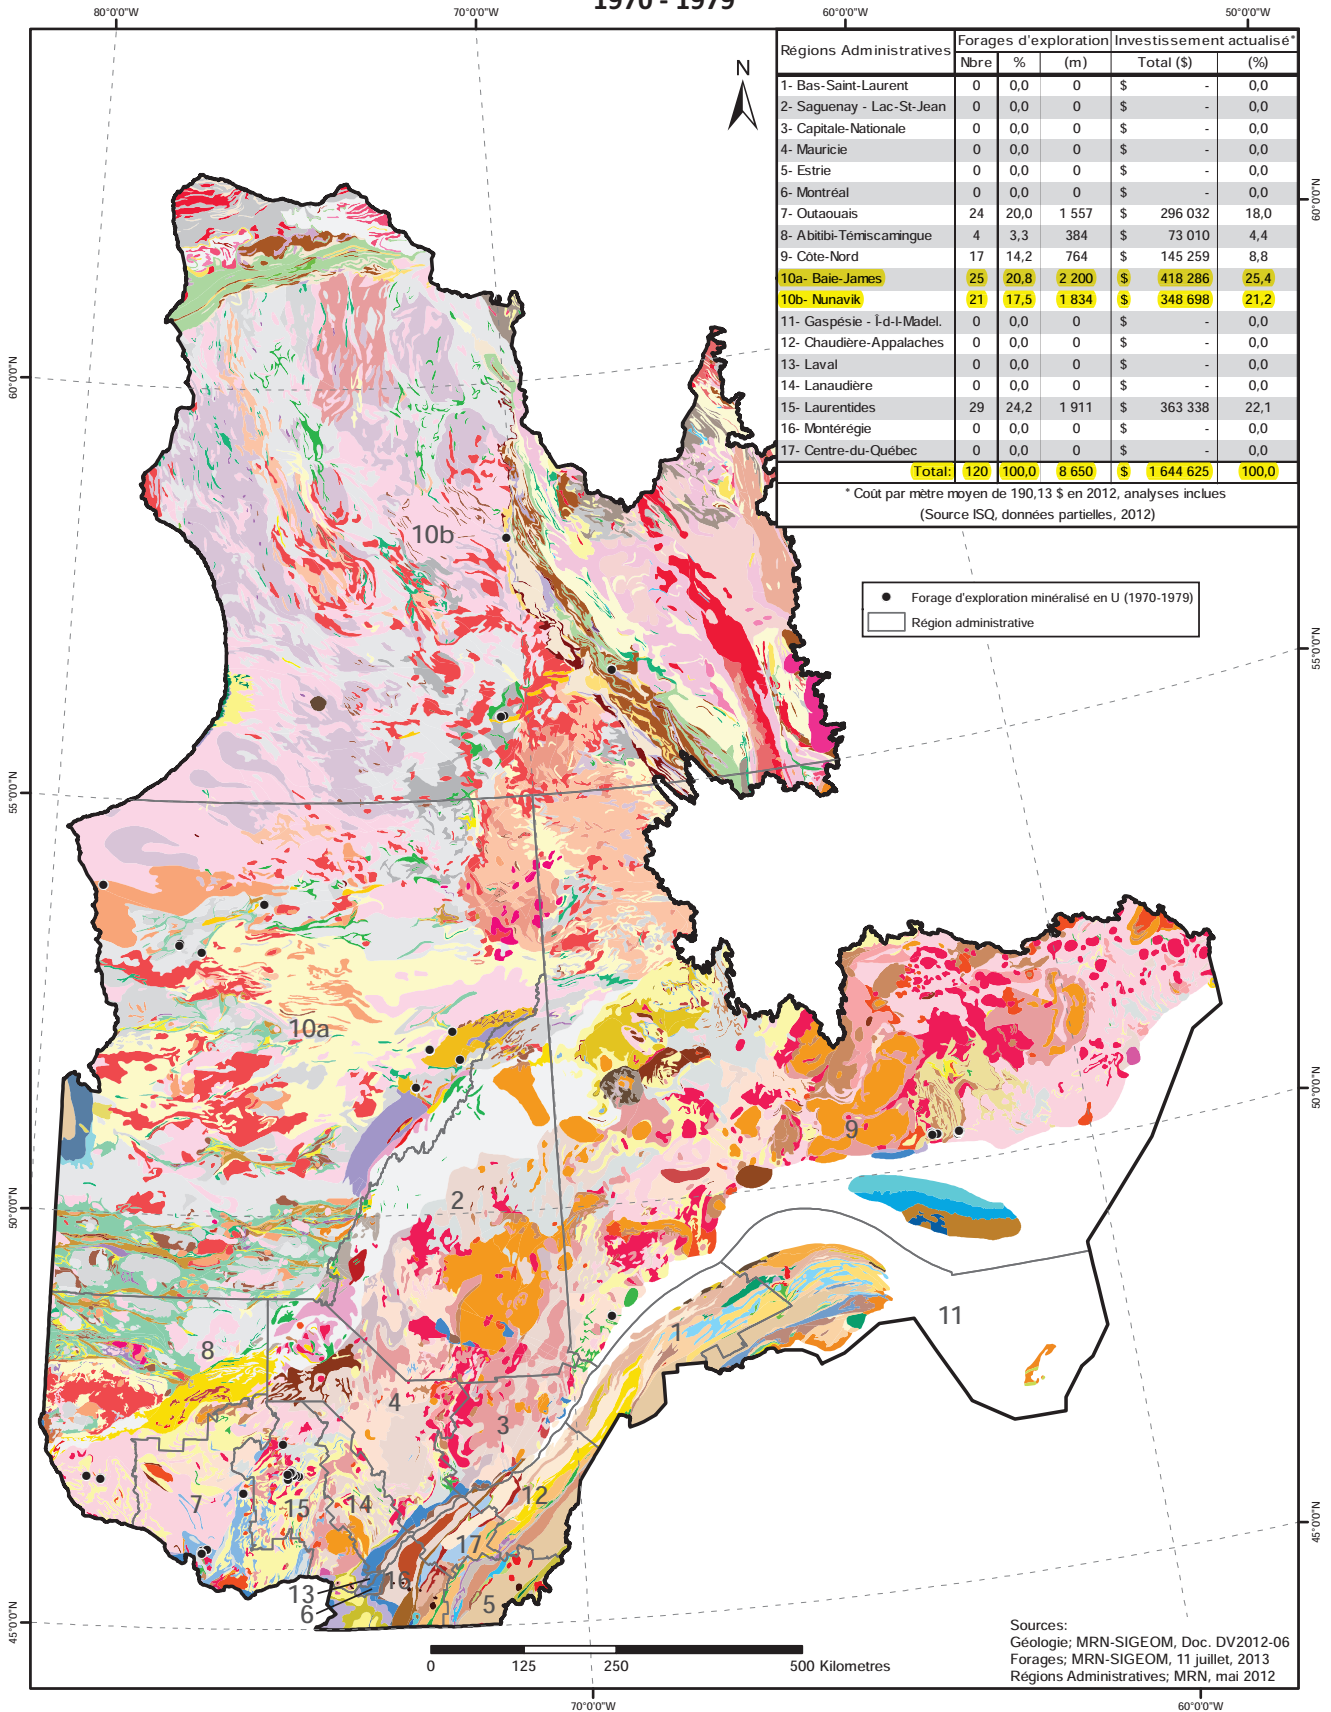 1970 - 1979
80°0'0"W 70°0'0"W 60°0'0"W 50°0'0"W
Régions Administratives Forages d'exploration Investissement actualisé*
Nbre % (m) Total ($) (%)
1- Bas-Saint-Laurent 0 0,0 0 $ - 0,0
2- Saguenay - Lac-St-Jean 0 0,0 0 $ - 0,0
3- Capitale-Nationale 0 0,0 0 $ - 0,0
4- Mauricie 0 0,0 0 $ - 0,0
5- Estrie 0 0,0 0 $ - 0,0
6- Montréal 0 0,0 0 $ - 0,0
7- Outaouais 24 20,0 1 557 $ 296 032 18,0
8- Abitibi-Témiscamingue 4 3,3 384 $ 73 010 4,4
9- Côte-Nord 17 14,2 764 $ 145 259 8,8
10a- Baie-James 25 20,8 2 200 $ 418 286 25,4
10b- Nunavik 21 17,5 1 834 $ 348 698 21,2
11- Gaspésie - Î-d-l-Madel. 0 0,0 0 $ - 0,0
12- Chaudière-Appalaches 0 0,0 0 $ - 0,0
13- Laval 0 0,0 0 $ - 0,0
14- Lanaudière 0 0,0 0 $ - 0,0
15- Laurentides 29 24,2 1 911 $ 363 338 22,1
16- Montérégie 0 0,0 0 $ - 0,0
17- Centre-du-Québec 0 0,0 0 $ - 0,0
Total: 120 100,0 8 650 $ 1 644 625 100,0
* Coût par mètre moyen de 190,13 $ en 2012, analyses inclues
(Source ISQ, données partielles, 2012)
N
60°0'0"N
60°0'0"N
10b
Forage d'exploration minéralisé en U (1970-1979)
Région administrative
55°0'0"N
55°0'0"N
10a
50°0'0"N
9
2
50°0'0"N
11
1
8
4
3
12
7
15
14
45°0'0"N
17
16
13
5
6
45°0'0"N
0 125 250 500 Kilometres
Sources:
Géologie; MRN-SIGEOM, Doc. DV2012-06
Forages; MRN-SIGEOM, 11 juillet, 2013
Régions Administratives; MRN, mai 2012
70°0'0"W 60°0'0"W